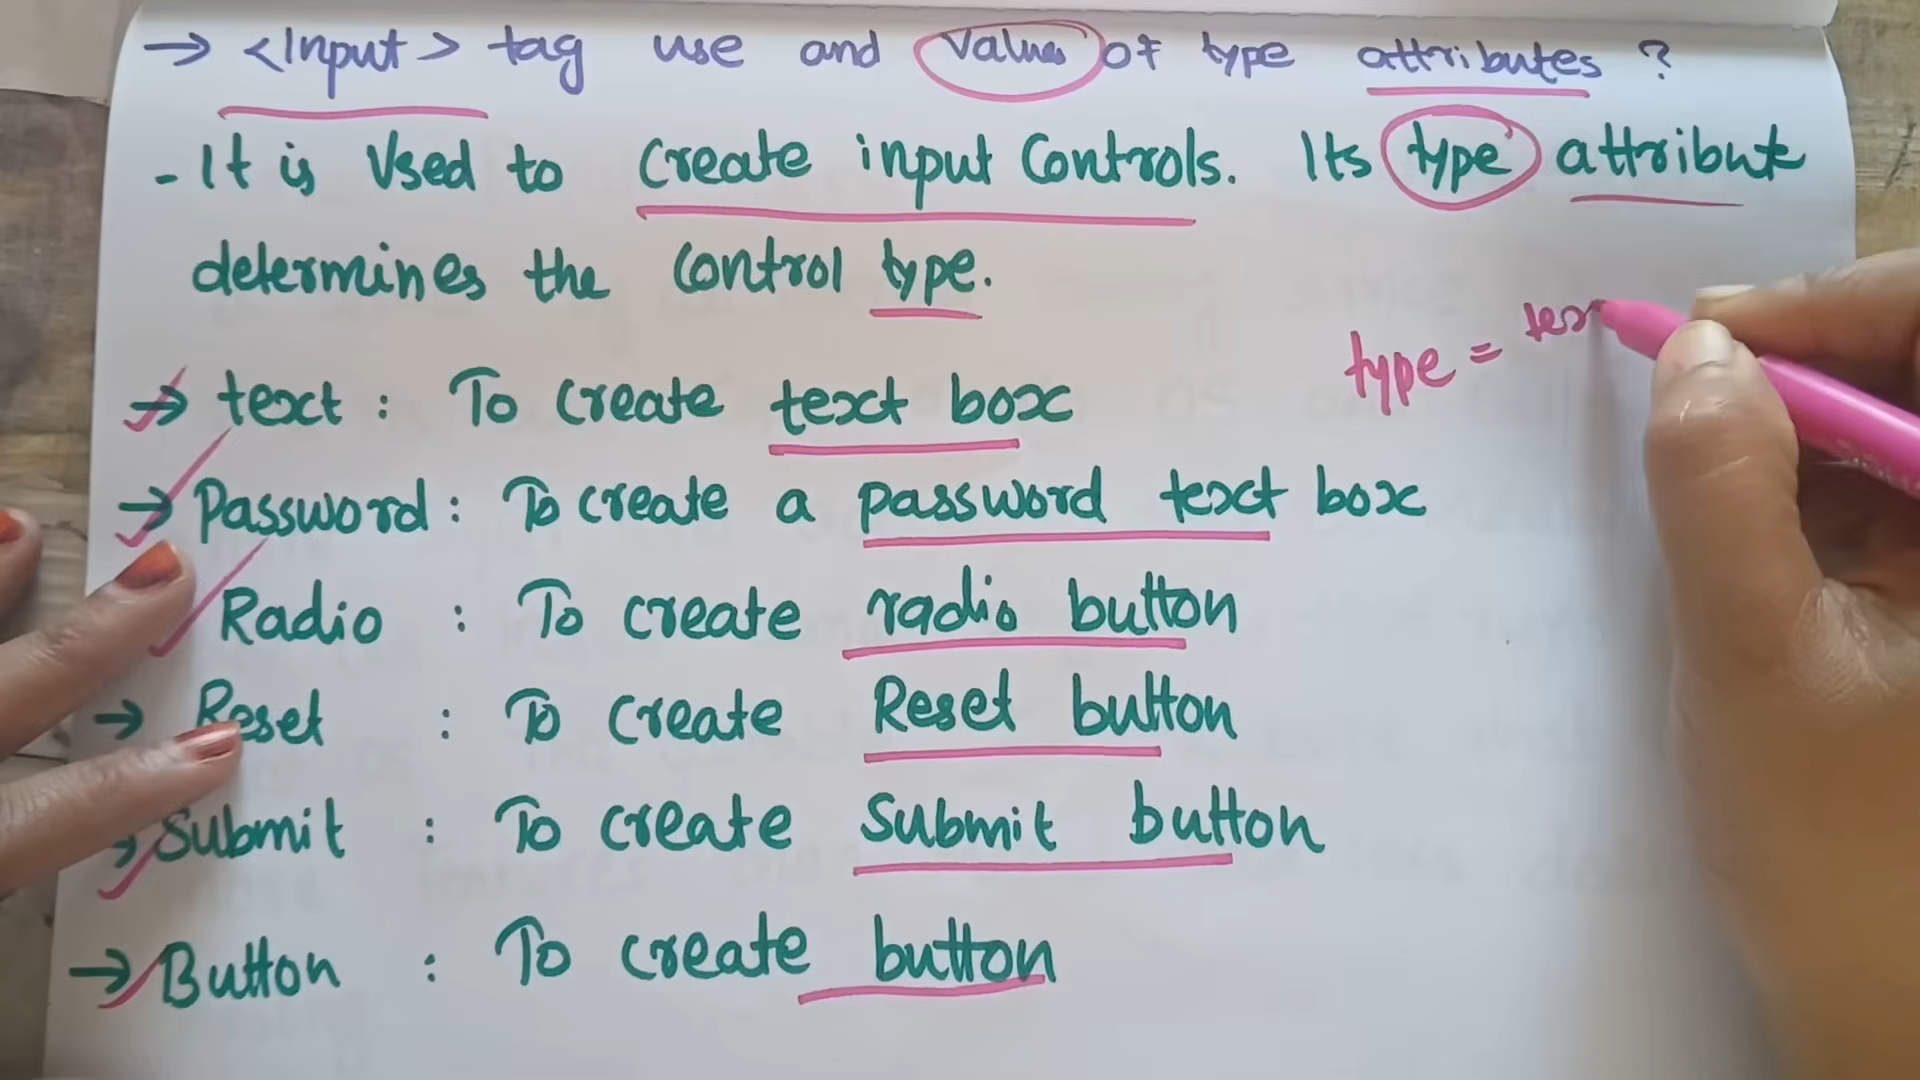 → <Input> tag use and values of type attributes ?
- It is Used to create input Controls. Its type attribute
determines the control type.
type = tex
→ text : To create text box
→ Password : To create a password text box
Radio : To create radio button
→ Reset : To create Reset button
→ Submit : To create Submit button
→ Button : To create button